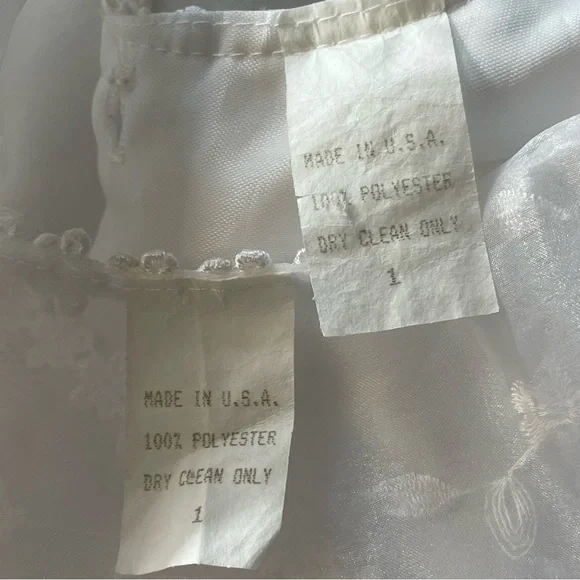 MADE IN U.S.A.
100% POLYESTER
DRY CLEAN ONLY
1
MADE IN U.S.A.
100% POLYESTER
DRY CLEAN ONLY
1